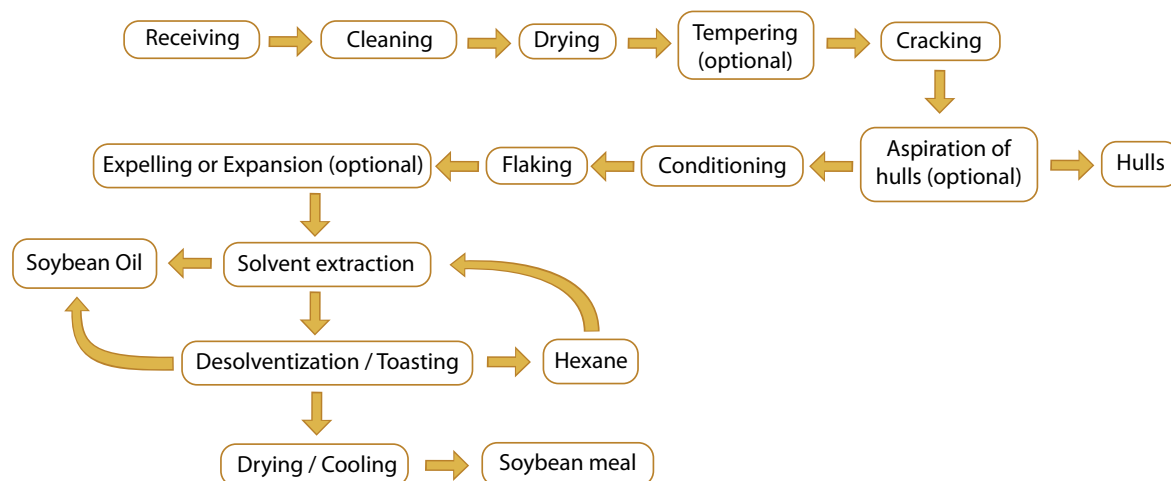 Receiving
Cleaning
Drying
Tempering
(optional)
Cracking
Expelling or Expansion (optional)
Flaking
Conditioning
Aspiration of
hulls (optional)
Hulls
Soybean Oil
Solvent extraction
Desolventization / Toasting
Hexane
Drying / Cooling
Soybean meal